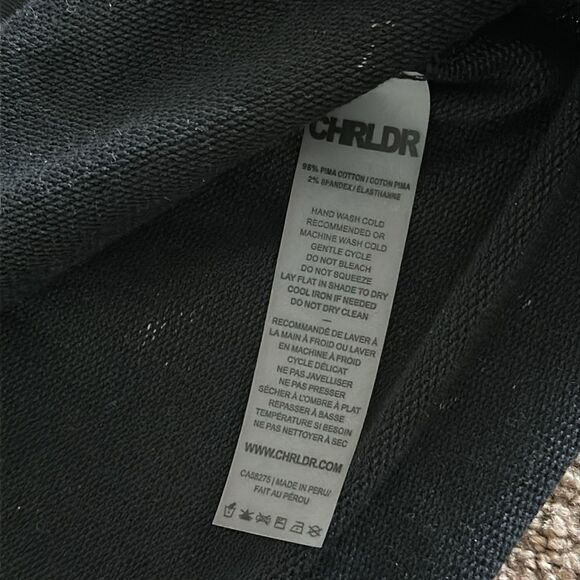 CHRLDR
98% PIMA COTTON / COTON PIMA
2% SPANDEX / ÉLASTHANNE
HAND WASH COLD
RECOMMENDED OR
MACHINE WASH COLD
GENTLE CYCLE
DO NOT BLEACH
DO NOT SQUEEZE
LAY FLAT IN SHADE TO DRY
COOL IRON IF NEEDED
DO NOT DRY CLEAN
—
RECOMMANDÉ DE LAVER À
LA MAIN À FROID OU LAVER
EN MACHINE À FROID
CYCLE DÉLICAT
NE PAS JAVELLISER
NE PAS PRESSER
SÉCHER À L'OMBRE À PLAT
REPASSER À BASSE
TEMPÉRATURE SI BESOIN
NE PAS NETTOYER À SEC
WWW.CHRLDR.COM
CA58275 | MADE IN PERU/
FAIT AU PÉROU